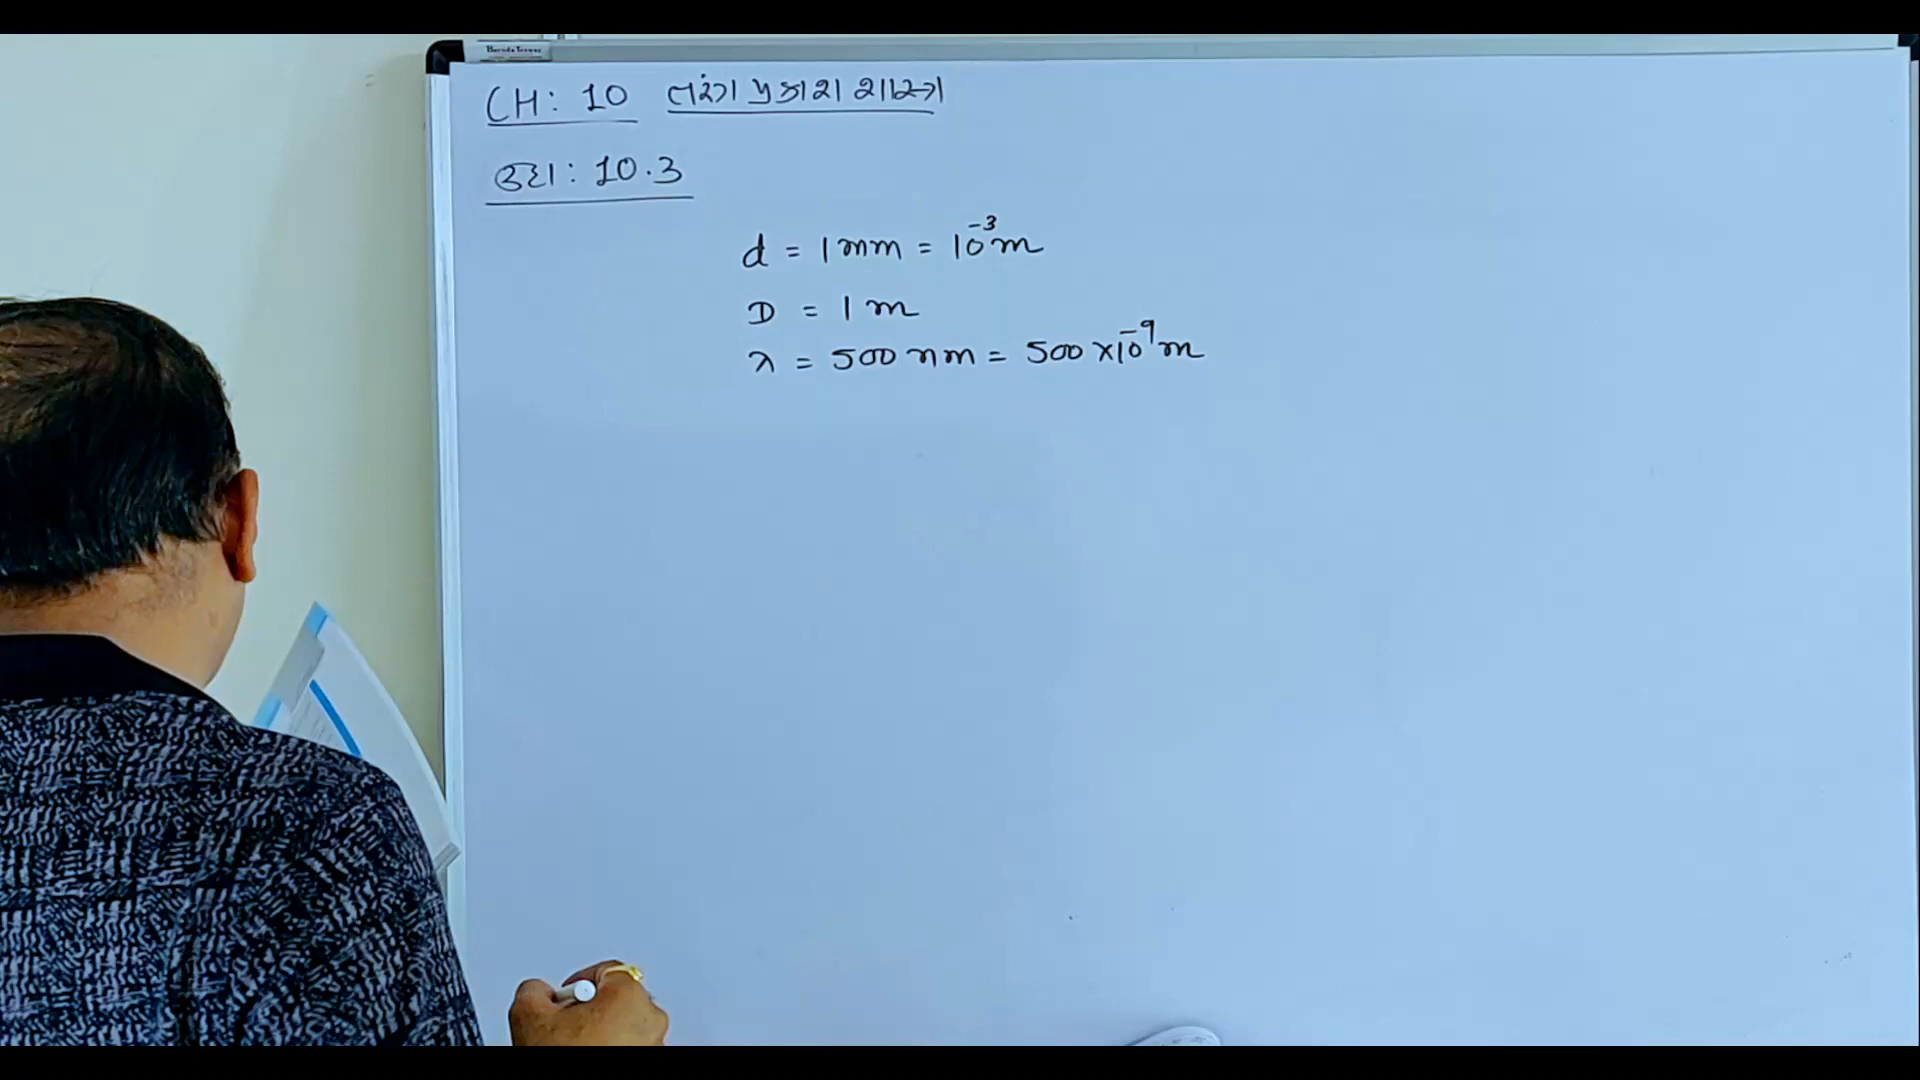 CH: 10 તરંગ પ્રકાશ શાસ્ત્ર
ઉદા: 10.3
d = 1 mm = 10⁻³ m
D = 1 m
λ = 500 nm = 500 × 10⁻⁹ m